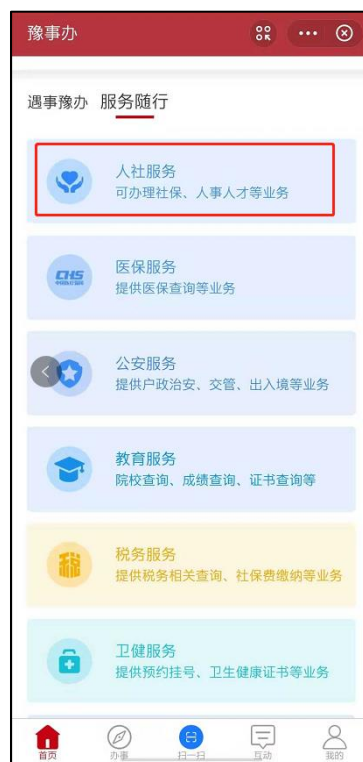 豫事办
遇事豫办 服务随行
人社服务
可办理社保、人事人才等业务
CHS
医保服务
提供医保查询等业务
公安服务
提供户政治安、交管、出入境等业务
教育服务
院校查询、成绩查询、证书查询等
税
税务服务
提供税务相关查询、社保费缴纳等业务
卫健服务
提供预约挂号、卫生健康证书等业务
首页 办事 扫一扫 互动 我的